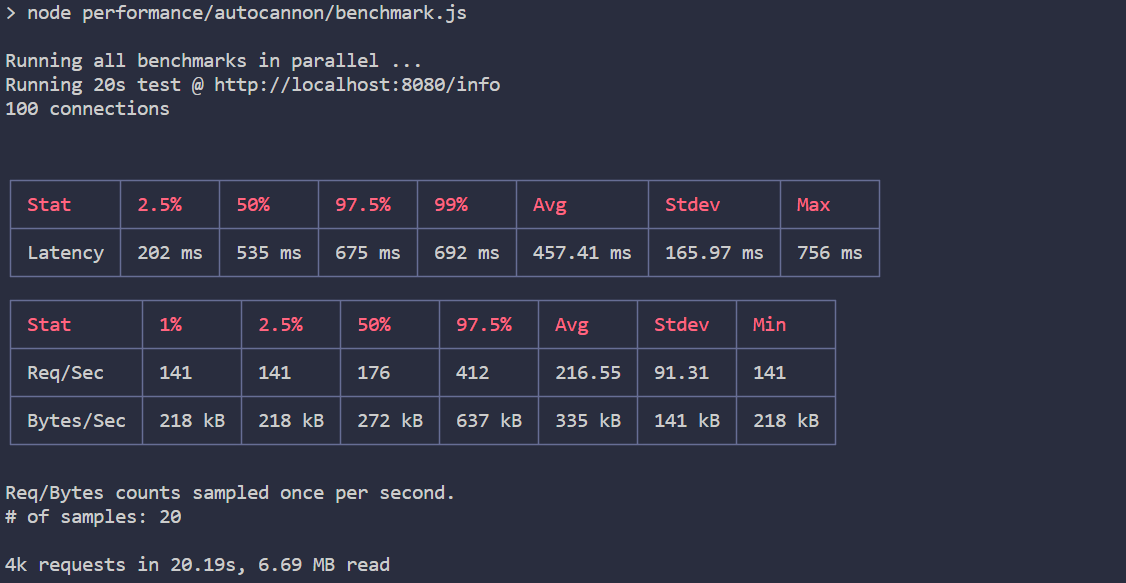 > node performance/autocannon/benchmark.js
Running all benchmarks in parallel ...
Running 20s test @ http://localhost:8080/info
100 connections
Stat 2.5% 50% 97.5% 99% Avg Stdev Max
Latency 202 ms 535 ms 675 ms 692 ms 457.41 ms 165.97 ms 756 ms
Stat 1% 2.5% 50% 97.5% Avg Stdev Min
Req/Sec 141 141 176 412 216.55 91.31 141
Bytes/Sec 218 kB 218 kB 272 kB 637 kB 335 kB 141 kB 218 kB
Req/Bytes counts sampled once per second.
# of samples: 20
4k requests in 20.19s, 6.69 MB read